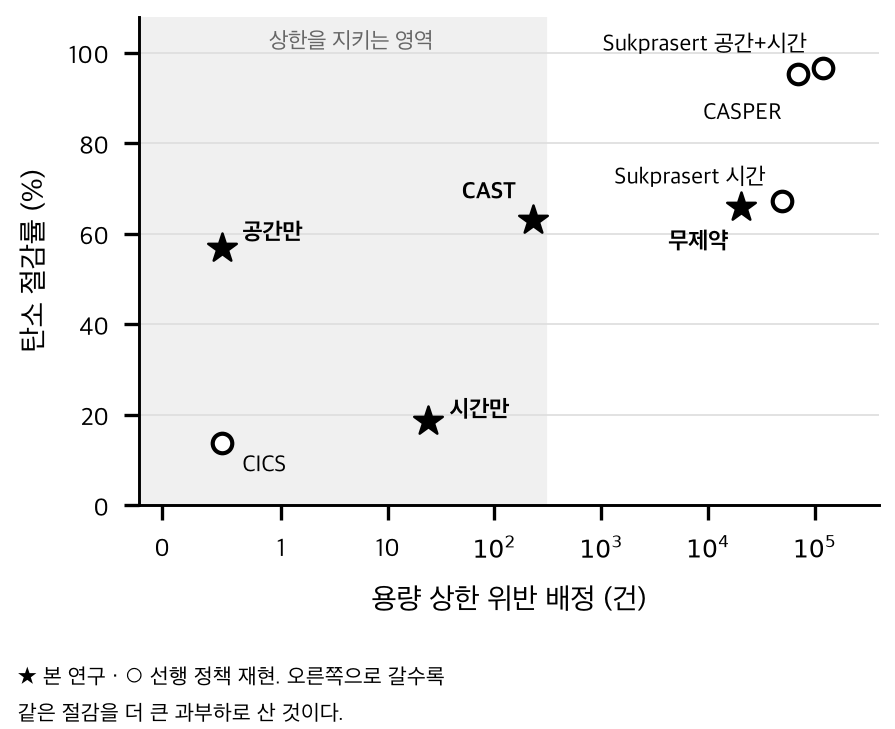 상한을 지키는 영역
Sukprasert 공간+시간
CASPER
Sukprasert 시간
CAST
무제약
공간만
시간만
CICS
탄소 절감률 (%)
100
80
60
40
20
0
0 1 10 10² 10³ 10⁴ 10⁵
용량 상한 위반 배정 (건)
★ 본 연구 · ○ 선행 정책 재현. 오른쪽으로 갈수록
같은 절감을 더 큰 과부하로 산 것이다.